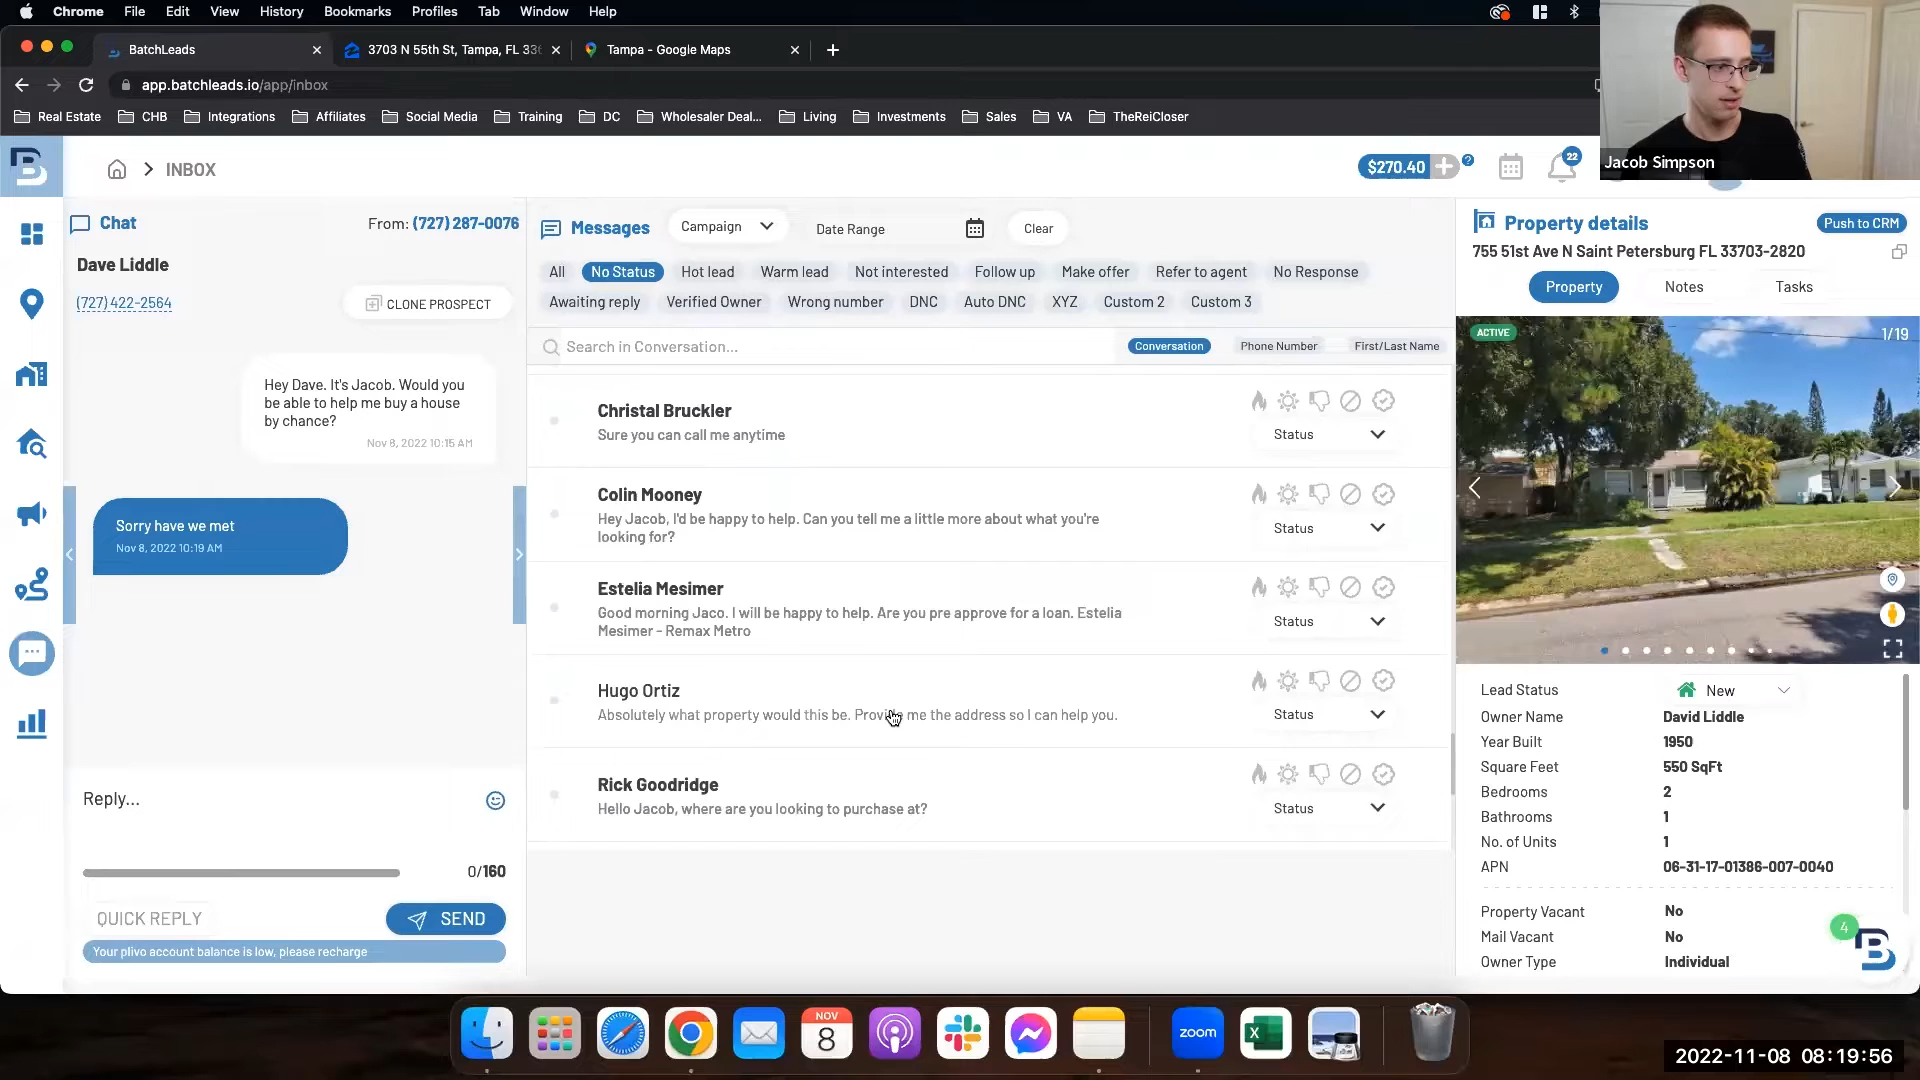 Chrome File Edit View History Bookmarks Profiles Tab Window Help
BatchLeads
3703 N 55th St, Tampa, FL 336
Tampa - Google Maps
app.batchleads.io/app/inbox
Real Estate CHB Integrations Affiliates Social Media Training DC Wholesaler Deal... Living Investments Sales VA TheReiCloser
Jacob Simpson
INBOX
$270.40
?
22
Chat
From: (727) 287-0076
Dave Liddle
(727) 422-2564
CLONE PROSPECT
Hey Dave. It's Jacob. Would you
be able to help me buy a house
by chance?
Nov 8, 2022 10:15 AM
Sorry have we met
Nov 8, 2022 10:19 AM
Reply...
0/160
QUICK REPLY
SEND
Your plivo account balance is low, please recharge
Messages
Campaign
Date Range
Clear
All No Status Hot lead Warm lead Not interested Follow up Make offer Refer to agent No Response
Awaiting reply Verified Owner Wrong number DNC Auto DNC XYZ Custom 2 Custom 3
Search in Conversation...
Conversation Phone Number First/Last Name
Christal Bruckler
Sure you can call me anytime
Status
Colin Mooney
Hey Jacob, I'd be happy to help. Can you tell me a little more about what you're
looking for?
Status
Estelia Mesimer
Good morning Jaco. I will be happy to help. Are you pre approve for a loan. Estelia
Mesimer - Remax Metro
Status
Hugo Ortiz
Absolutely what property would this be. Provide me the address so I can help you.
Status
Rick Goodridge
Hello Jacob, where are you looking to purchase at?
Status
Property details
Push to CRM
755 51st Ave N Saint Petersburg FL 33703-2820
Property Notes Tasks
ACTIVE
1/19
Lead Status New
Owner Name David Liddle
Year Built 1950
Square Feet 550 SqFt
Bedrooms 2
Bathrooms 1
No. of Units 1
APN 06-31-17-01386-007-0040
Property Vacant No
Mail Vacant No
Owner Type Individual
4
NOV
8
zoom
2022-11-08 08:19:56